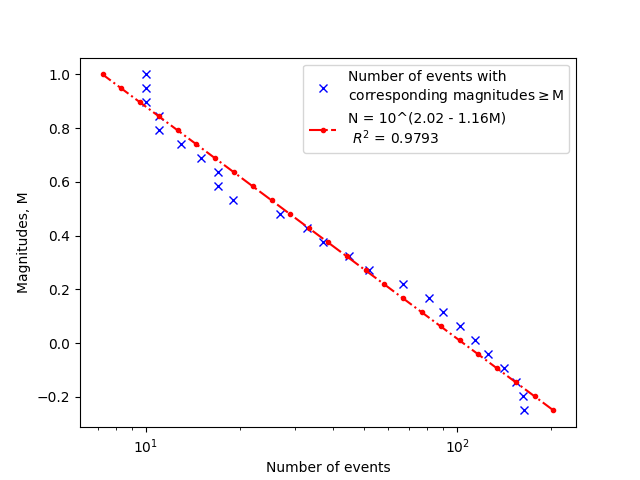 Number of events with
corresponding magnitudes ≥ M
N = 10^(2.02 - 1.16M)
R² = 0.9793
1.0
0.8
0.6
0.4
0.2
0.0
−0.2
Magnitudes, M
10¹ 10²
Number of events